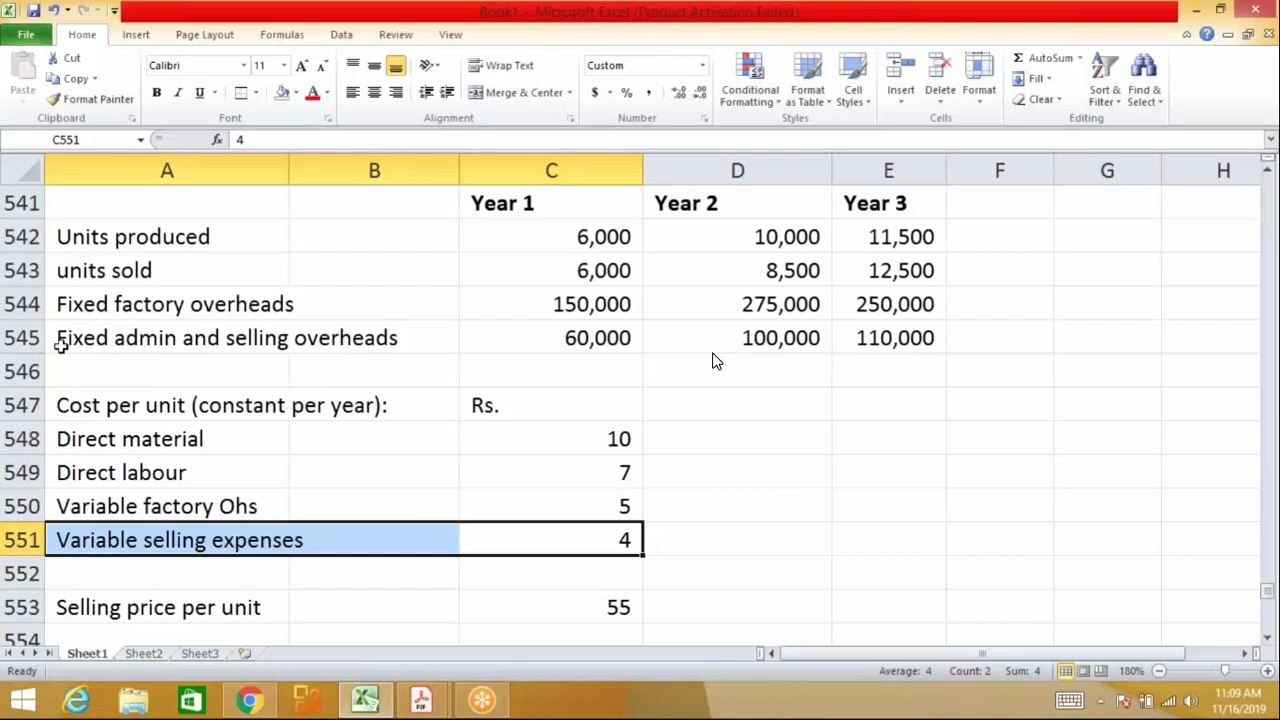 Book1 - Microsoft Excel (Product Activation Failed)
File Home Insert Page Layout Formulas Data Review View
Paste
Cut
Copy
Format Painter
Clipboard
Calibri 11
B I U
Font
Wrap Text
Merge & Center
Alignment
Custom
$ % ,
Number
Conditional Formatting
Format as Table
Cell Styles
Styles
Insert Delete Format
Cells
Σ AutoSum
Fill
Clear
Sort & Filter
Find & Select
Editing
C551 fx 4
A B C D E F G H
541 Year 1 Year 2 Year 3
542 Units produced 6,000 10,000 11,500
543 units sold 6,000 8,500 12,500
544 Fixed factory overheads 150,000 275,000 250,000
545 Fixed admin and selling overheads 60,000 100,000 110,000
546
547 Cost per unit (constant per year): Rs.
548 Direct material 10
549 Direct labour 7
550 Variable factory Ohs 5
551 Variable selling expenses 4
552
553 Selling price per unit 55
554
Sheet1 Sheet2 Sheet3
Ready Average: 4 Count: 2 Sum: 4 180%
PDF
11:09 AM
11/16/2019